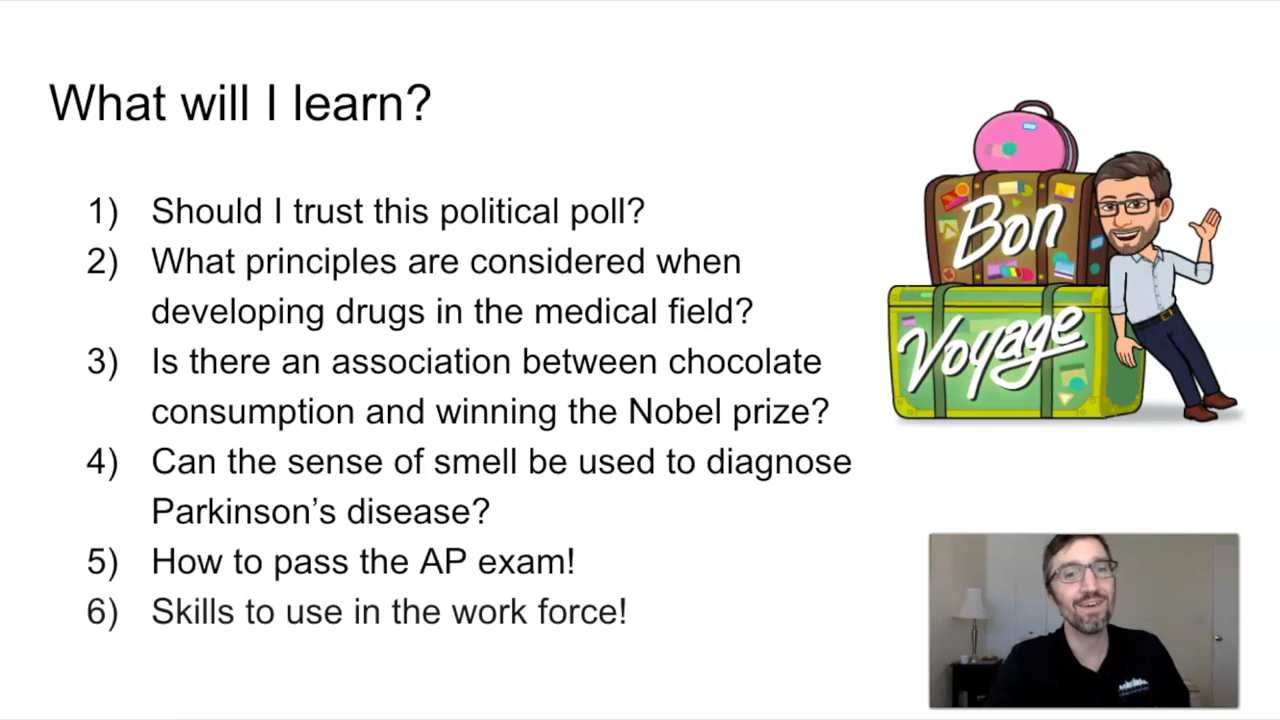 What will I learn?
1) Should I trust this political poll?
2) What principles are considered when
developing drugs in the medical field?
3) Is there an association between chocolate
consumption and winning the Nobel prize?
4) Can the sense of smell be used to diagnose
Parkinson’s disease?
5) How to pass the AP exam!
6) Skills to use in the work force!
Bon
Voyage